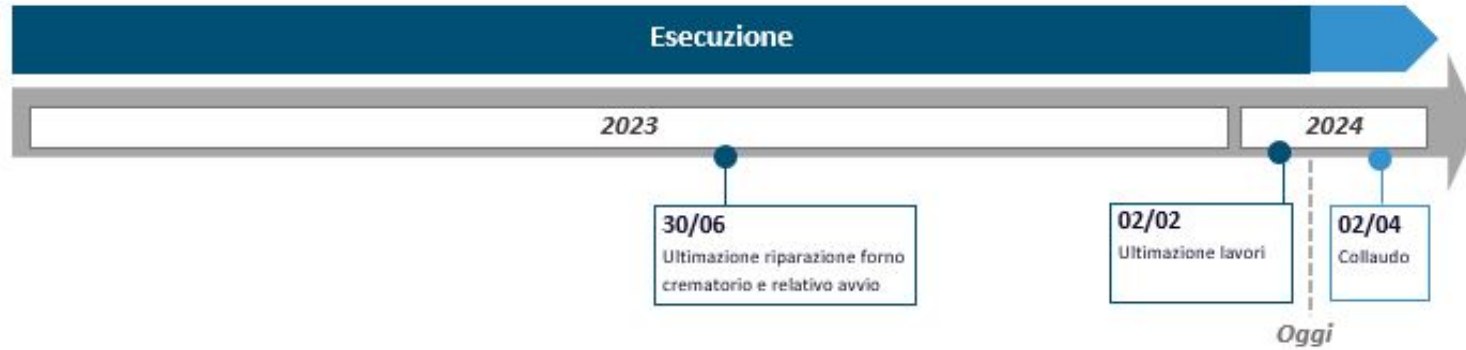 Esecuzione
2023
2024
30/06
Ultimazione riparazione forno
crematorio e relativo avvio
02/02
Ultimazione lavori
02/04
Collaudo
Oggi